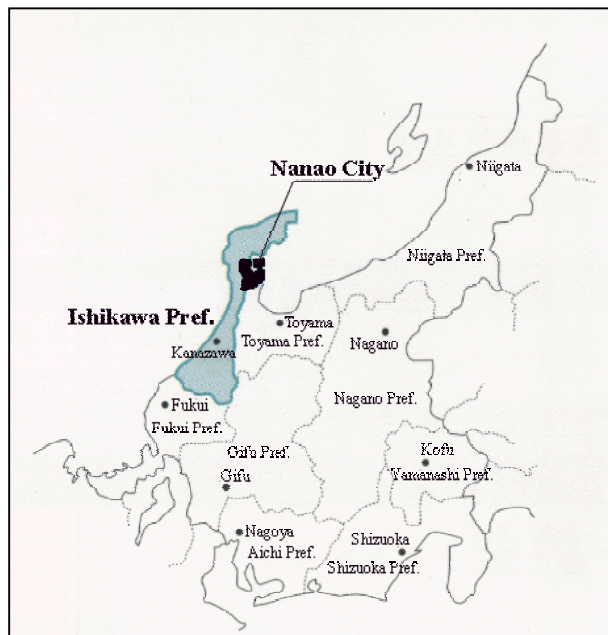 Nanao City
Niigata
Niigata Pref.
Ishikawa Pref.
Toyama
Toyama Pref.
Kanazawa
Nagano
Nagano Pref.
Fukui
Fukui Pref.
Gifu Pref.
Gifu
Kofu
Yamanashi Pref.
Nagoya
Aichi Pref.
Shizuoka
Shizuoka Pref.